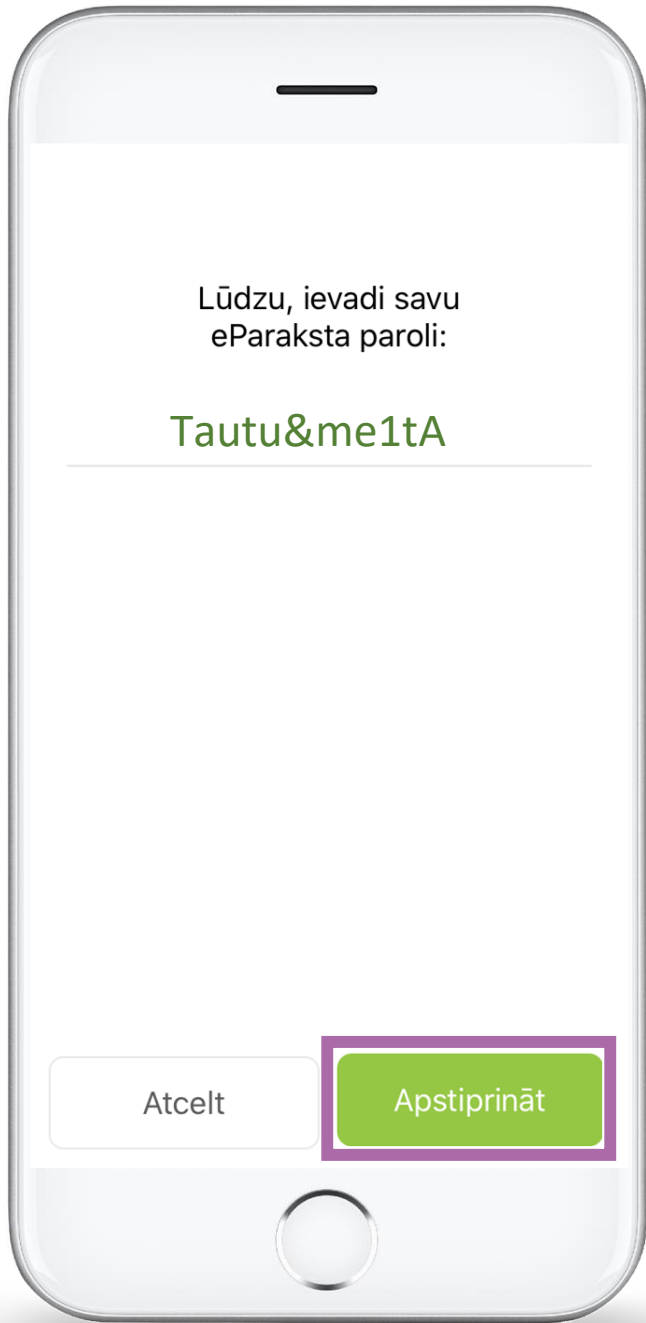 Lūdzu, ievadi savu
eParaksta paroli:
Tautu&me1tA
Atcelt
Apstiprināt